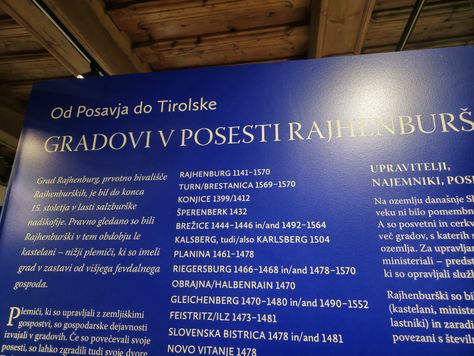 Od Posavja do Tirolske
GRADOVI V POSESTI RAJHENBURŠ
Grad Rajhenburg, prvotno bivališče
Rajhenburških, je bil do konca
15. stoletja v lasti salzburške
nadškofije. Pravno gledano so bili
Rajhenburški v tem obdobju le
kastelani – nižji plemiči, ki so imeli
grad v zastavi od višjega fevdalnega
gospoda.
Plemiči, ki so upravljali z zemljiškimi
gospostvi, so gospodarske dejavnosti
izvajali v gradovih. Če so povečevali svoje
posesti, so lahko zgradili tudi svoje dvore
RAJHENBURG 1141–1570
TURN/BRESTANICA 1569–1570
KONJICE 1399/1412
ŠPERENBERK 1432
BREŽICE 1444–1446 in/and 1492–1564
KALSBERG, tudi/also KARLSBERG 1504
PLANINA 1461–1478
RIEGERSBURG 1466–1468 in/and 1478–1570
OBRAJNA/HALBENRAIN 1470
GLEICHENBERG 1470–1480 in/and 1490–1552
FEISTRITZ/ILZ 1473–1481
SLOVENSKA BISTRICA 1478 in/and 1481
NOVO VITANJE 1478
UPRAVITELJI,
NAJEMNIKI, POS
Na ozemlju današnje Sl
veku ni bilo pomembn
A so posvetni in cerkv
več gradov, s katerih s
ozemlja. Za upravljan
ministeriali – predst
ki so opravljali služb
Rajhenburški so bi
(kastelani, minister
lastniki) in zarad
povezani s števil